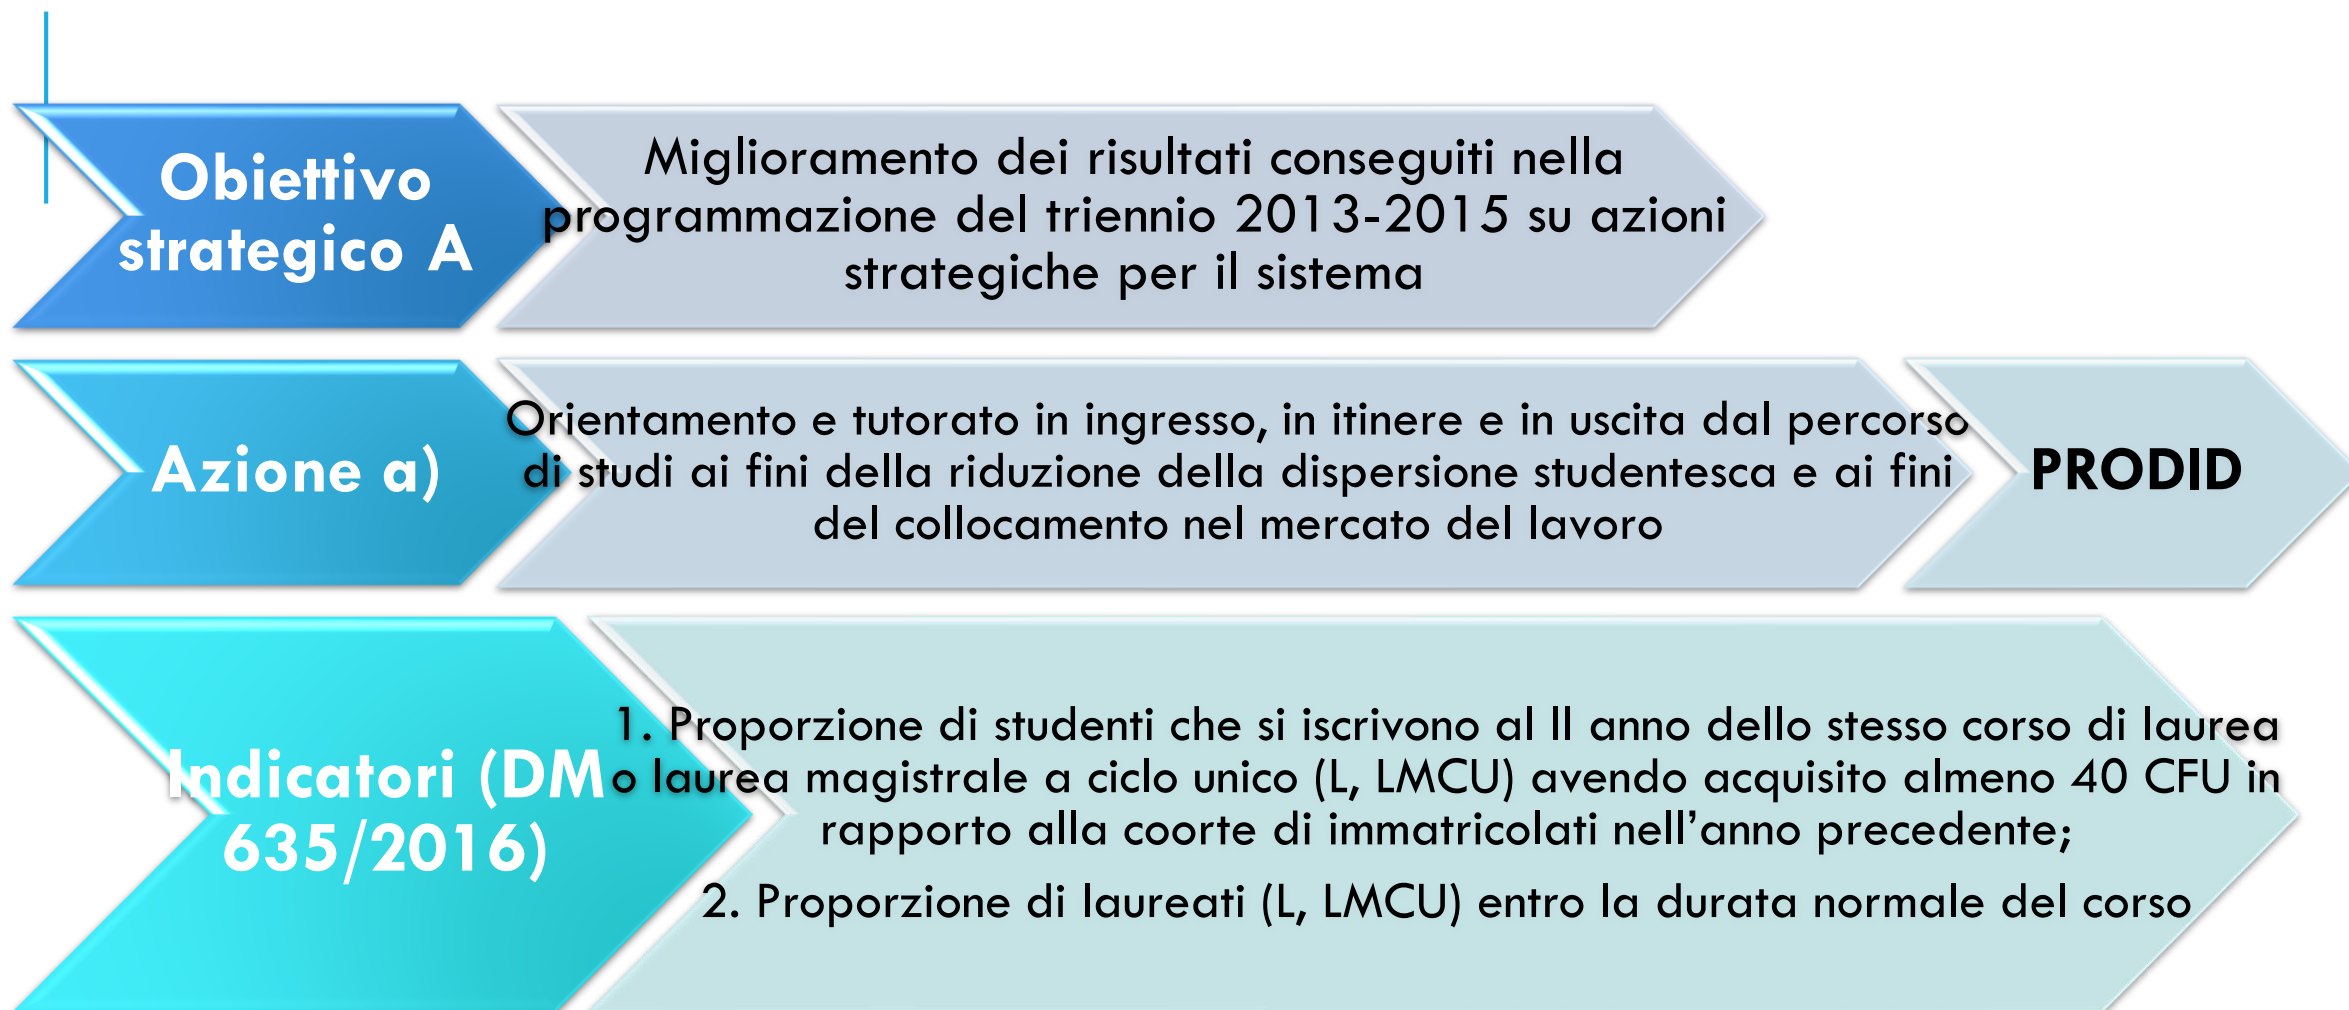 Obiettivo
strategico A
Miglioramento dei risultati conseguiti nella
programmazione del triennio 2013-2015 su azioni
strategiche per il sistema
Azione a)
Orientamento e tutorato in ingresso, in itinere e in uscita dal percorso
di studi ai fini della riduzione della dispersione studentesca e ai fini
del collocamento nel mercato del lavoro
PRODID
Indicatori (DM
635/2016)
1. Proporzione di studenti che si iscrivono al II anno dello stesso corso di laurea
o laurea magistrale a ciclo unico (L, LMCU) avendo acquisito almeno 40 CFU in
rapporto alla coorte di immatricolati nell’anno precedente;
2. Proporzione di laureati (L, LMCU) entro la durata normale del corso